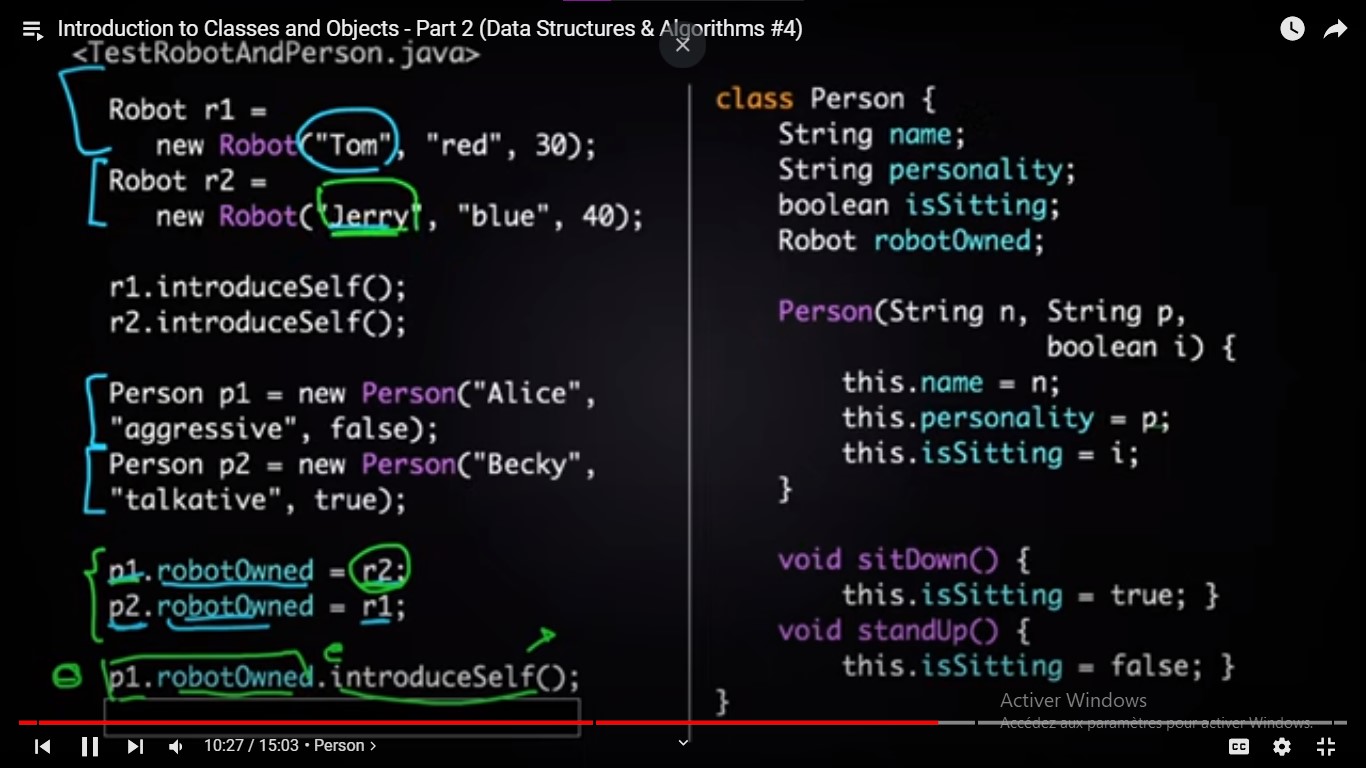 Introduction to Classes and Objects - Part 2 (Data Structures & Algorithms #4)
<TestRobotAndPerson.java>
Robot r1 =
new Robot("Tom", "red", 30);
Robot r2 =
new Robot("Jerry", "blue", 40);
r1.introduceSelf();
r2.introduceSelf();
Person p1 = new Person("Alice",
"aggressive", false);
Person p2 = new Person("Becky",
"talkative", true);
p1.robotOwned = r2;
p2.robotOwned = r1;
p1.robotOwned.introduceSelf();
class Person {
String name;
String personality;
boolean isSitting;
Robot robotOwned;
Person(String n, String p,
boolean i) {
this.name = n;
this.personality = p;
this.isSitting = i;
}
void sitDown() {
this.isSitting = true; }
void standUp() {
this.isSitting = false; }
}
Activer Windows
Accédez aux paramètres pour activer Windows.
10:27 / 15:03 • Person >
CC